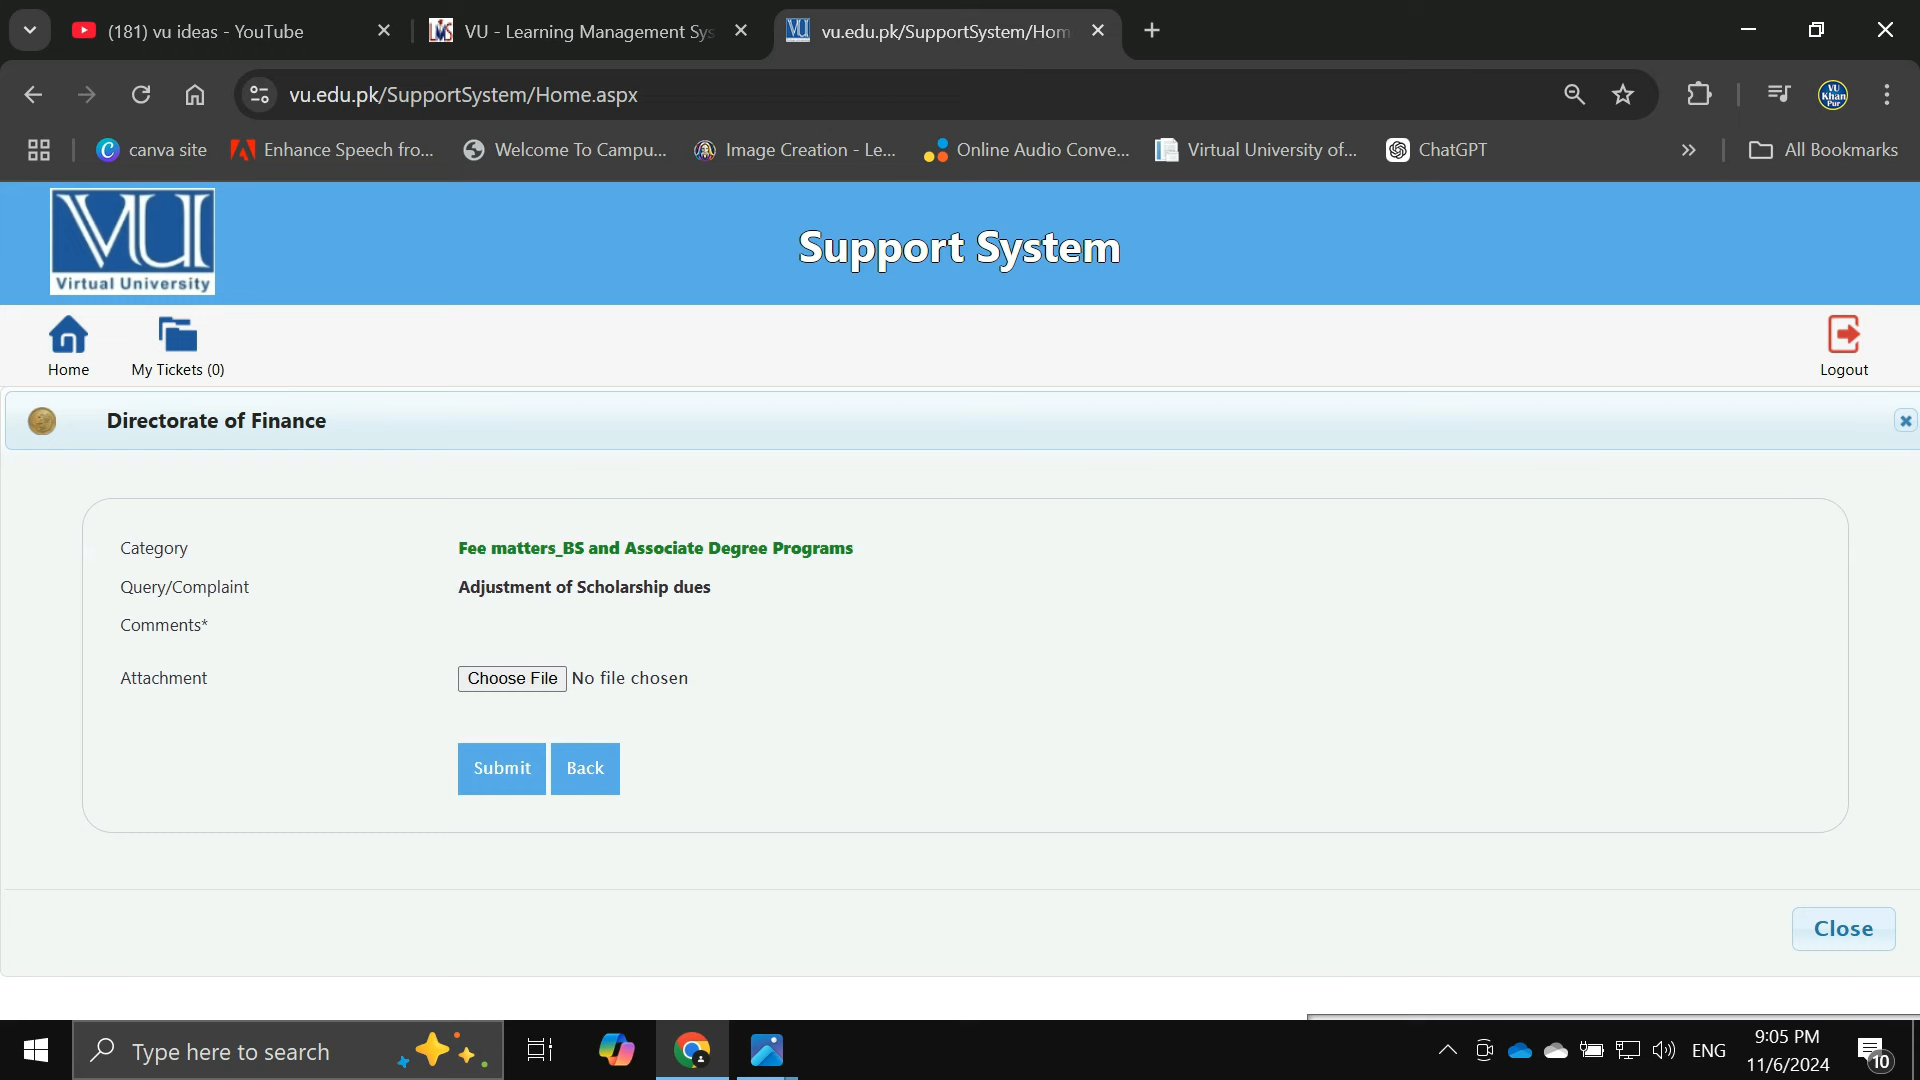 (181) vu ideas - YouTube
VU - Learning Management Sys
vu.edu.pk/SupportSystem/Hom
vu.edu.pk/SupportSystem/Home.aspx
VU Khan Pur
canva site
Enhance Speech fro...
Welcome To Campu...
Image Creation - Le...
Online Audio Conve...
Virtual University of...
ChatGPT
All Bookmarks
VU
Virtual University
Support System
Home
My Tickets (0)
Logout
Directorate of Finance
Category Fee matters_BS and Associate Degree Programs
Query/Complaint Adjustment of Scholarship dues
Comments*
Attachment Choose File No file chosen
Submit Back
Close
Type here to search
ENG
9:05 PM
11/6/2024
10